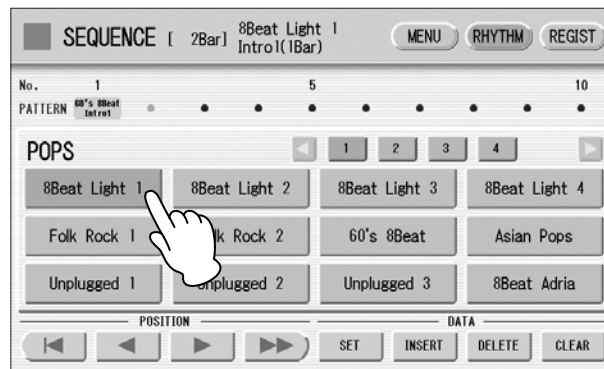 SEQUENCE [ 2Bar] 8Beat Light 1
Intro1(1Bar)
MENU RHYTHM REGIST
No. 1 5 10
PATTERN 60's 8Beat
Intro1
POPS 1 2 3 4
8Beat Light 1 8Beat Light 2 8Beat Light 3 8Beat Light 4
Folk Rock 1 Rock 2 60's 8Beat Asian Pops
Unplugged 1 Unplugged 2 Unplugged 3 8Beat Adria
POSITION DATA
SET INSERT DELETE CLEAR